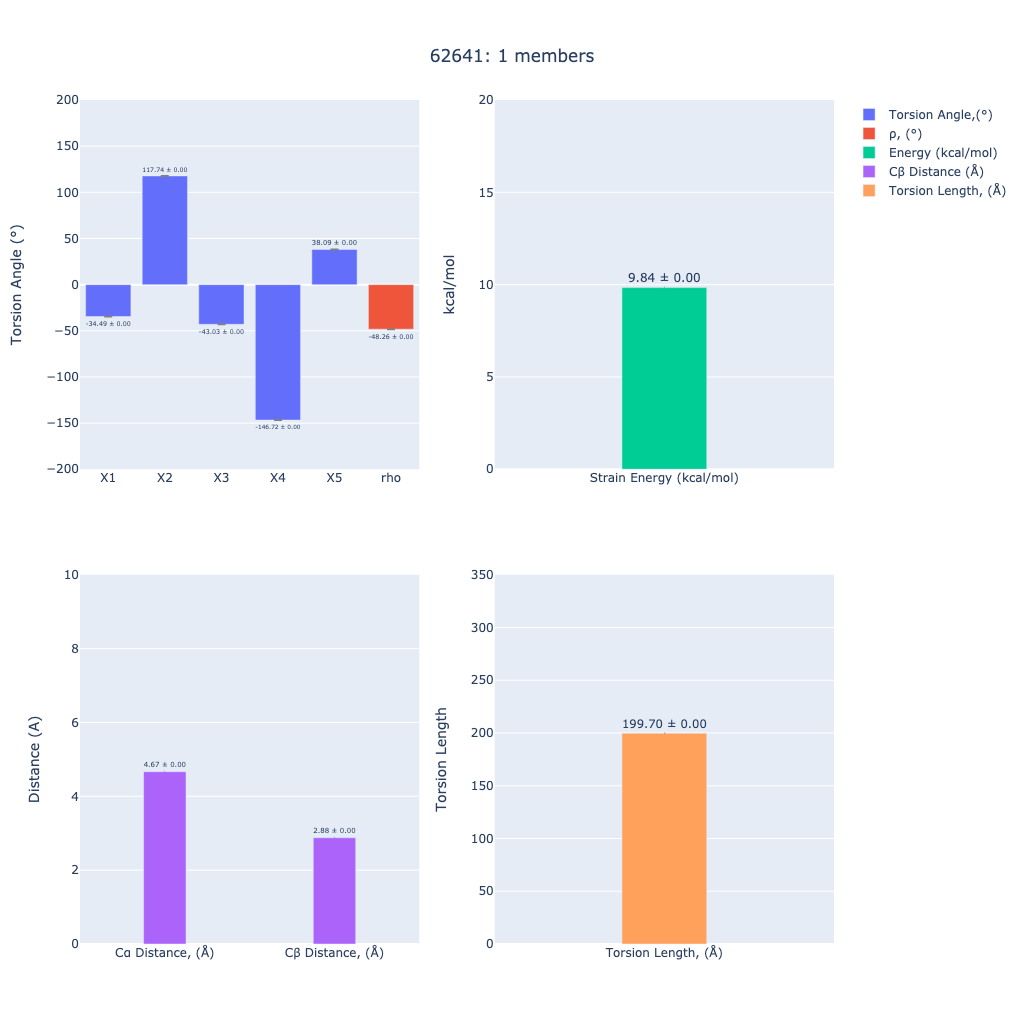 62641: 1 members
Torsion Angle (°)
200
150
100
50
0
−50
−100
−150
−200
-34.49 ± 0.00
117.74 ± 0.00
-43.03 ± 0.00
-146.72 ± 0.00
38.09 ± 0.00
-48.26 ± 0.00
X1 X2 X3 X4 X5 rho
kcal/mol
20
15
10
5
0
9.84 ± 0.00
Strain Energy (kcal/mol)
Torsion Angle,(°)
ρ, (°)
Energy (kcal/mol)
Cβ Distance (Å)
Torsion Length, (Å)
Distance (A)
10
8
6
4
2
0
4.67 ± 0.00
2.88 ± 0.00
Cα Distance, (Å) Cβ Distance, (Å)
Torsion Length
350
300
250
200
150
100
50
0
199.70 ± 0.00
Torsion Length, (Å)